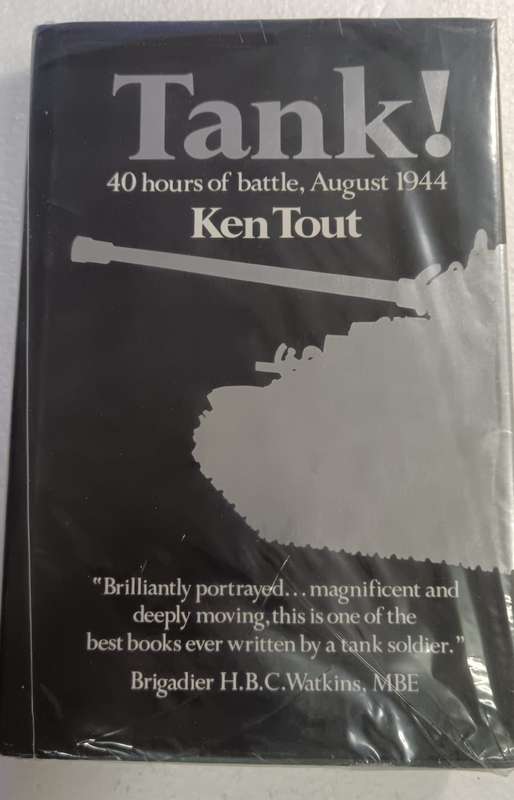 Tank!
40 hours of battle, August 1944
Ken Tout
"Brilliantly portrayed... magnificent and
deeply moving, this is one of the
best books ever written by a tank soldier."
Brigadier H.B.C. Watkins, MBE